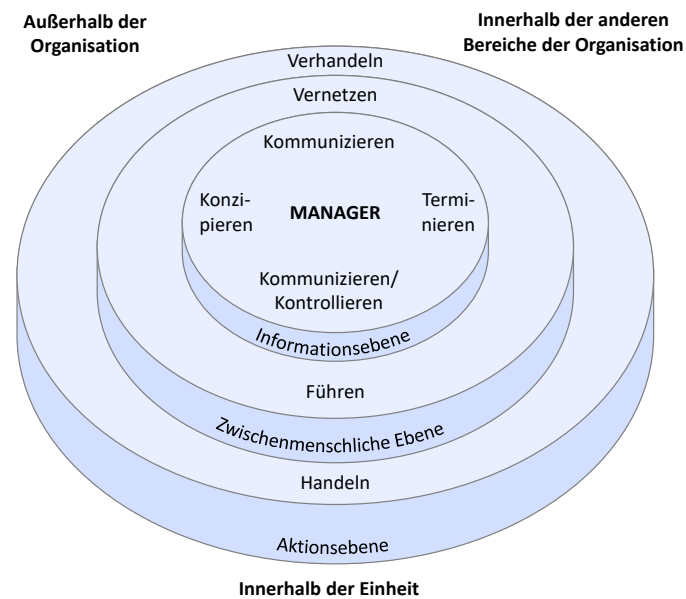 Außerhalb der
Organisation
Innerhalb der anderen
Bereiche der Organisation
Verhandeln
Vernetzen
Kommunizieren
Konzi-
pieren
MANAGER
Termi-
nieren
Kommunizieren/
Kontrollieren
Informationsebene
Führen
Zwischenmenschliche Ebene
Handeln
Aktionsebene
Innerhalb der Einheit